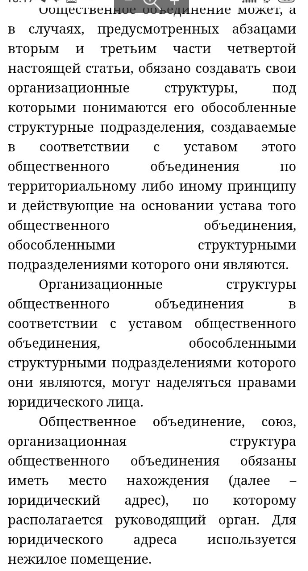 Общественное объединение может, а
в случаях, предусмотренных абзацами
вторым и третьим части четвертой
настоящей статьи, обязано создавать свои
организационные структуры, под
которыми понимаются его обособленные
структурные подразделения, создаваемые
в соответствии с уставом этого
общественного объединения по
территориальному либо иному принципу
и действующие на основании устава того
общественного объединения,
обособленными структурными
подразделениями которого они являются.
Организационные структуры
общественного объединения в
соответствии с уставом общественного
объединения, обособленными
структурными подразделениями которого
они являются, могут наделяться правами
юридического лица.
Общественное объединение, союз,
организационная структура
общественного объединения обязаны
иметь место нахождения (далее –
юридический адрес), по которому
располагается руководящий орган. Для
юридического адреса используется
нежилое помещение.